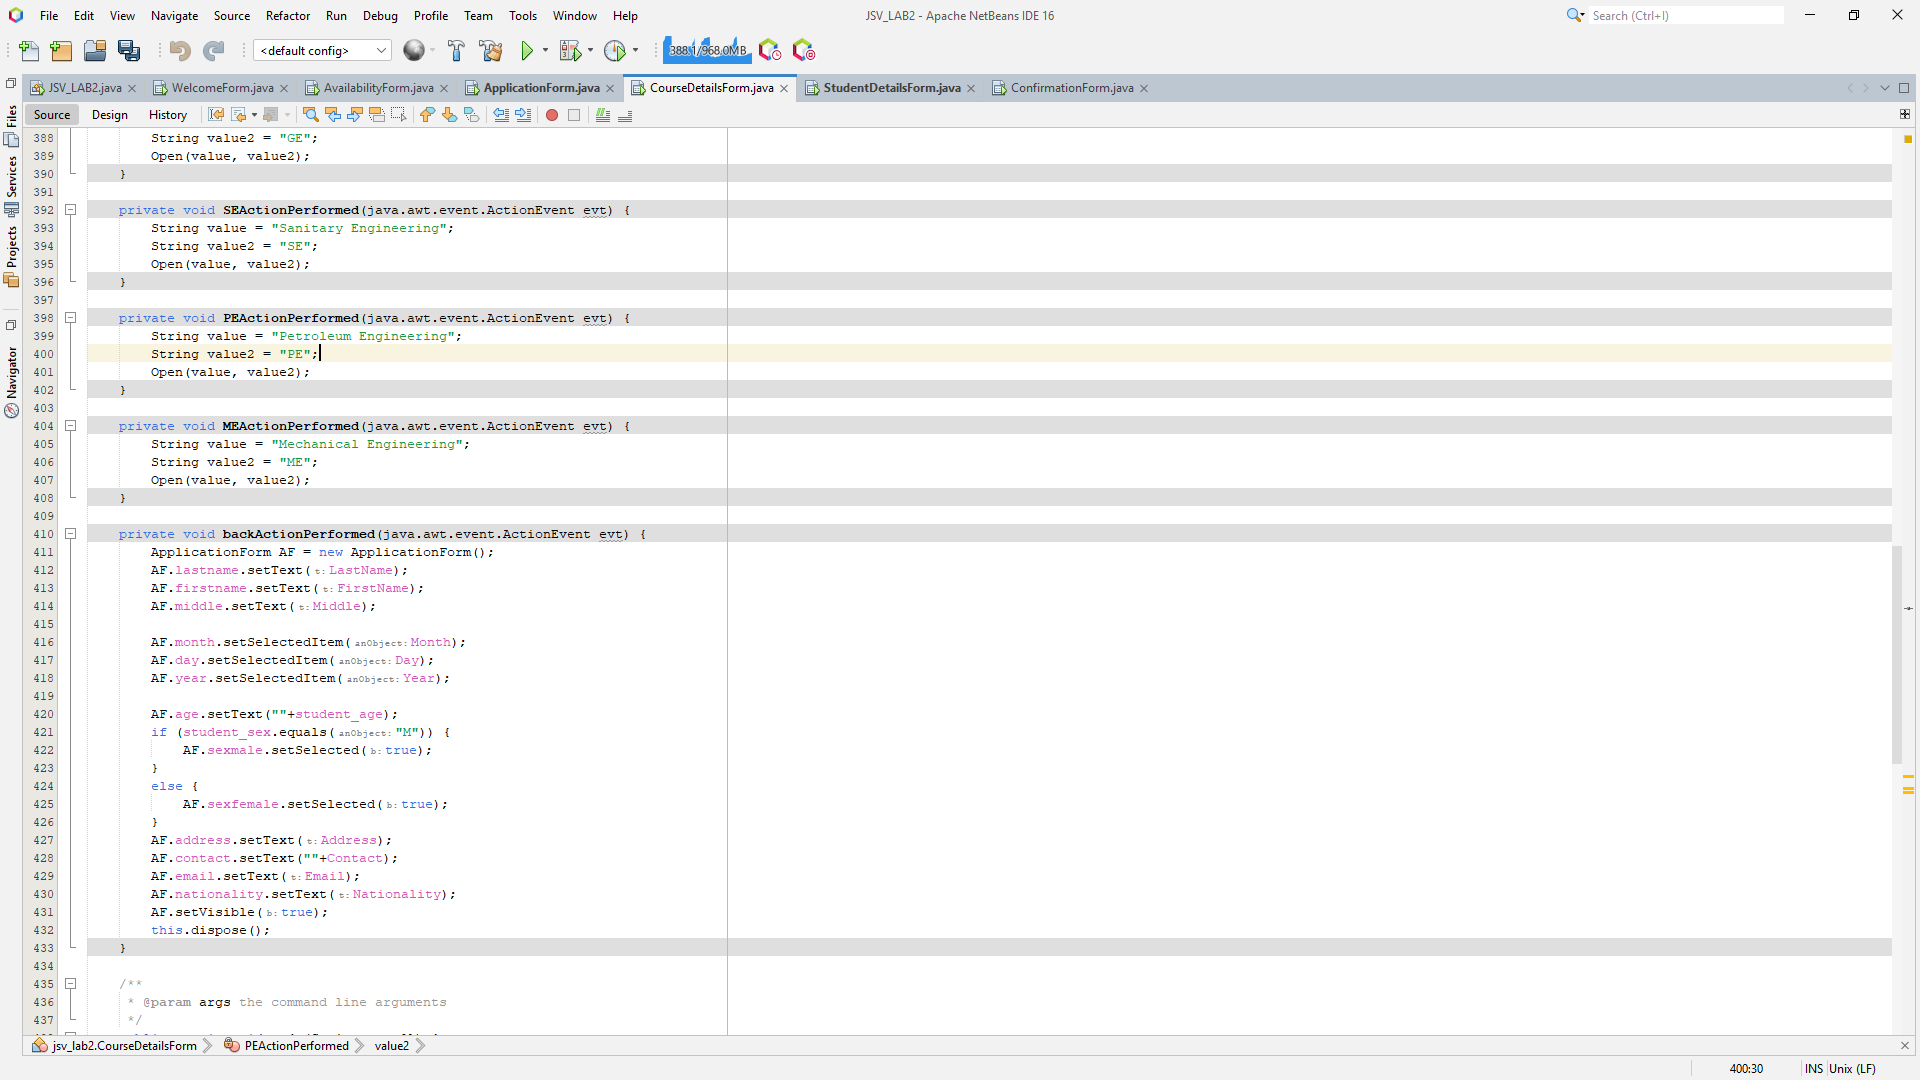 File Edit View Navigate Source Refactor Run Debug Profile Team Tools Window Help
JSV_LAB2 - Apache NetBeans IDE 16
Search (Ctrl+I)
<default config>
388.1/968.0MB
JSV_LAB2.java
WelcomeForm.java
AvailabilityForm.java
ApplicationForm.java
CourseDetailsForm.java
StudentDetailsForm.java
ConfirmationForm.java
Source Design History
Files
Services
Projects
Navigator
388 String value2 = "GE";
389 Open(value, value2);
390 }
391
392 private void SEActionPerformed(java.awt.event.ActionEvent evt) {
393 String value = "Sanitary Engineering";
394 String value2 = "SE";
395 Open(value, value2);
396 }
397
398 private void PEActionPerformed(java.awt.event.ActionEvent evt) {
399 String value = "Petroleum Engineering";
400 String value2 = "PE";
401 Open(value, value2);
402 }
403
404 private void MEActionPerformed(java.awt.event.ActionEvent evt) {
405 String value = "Mechanical Engineering";
406 String value2 = "ME";
407 Open(value, value2);
408 }
409
410 private void backActionPerformed(java.awt.event.ActionEvent evt) {
411 ApplicationForm AF = new ApplicationForm();
412 AF.lastname.setText(t: LastName);
413 AF.firstname.setText(t: FirstName);
414 AF.middle.setText(t: Middle);
415
416 AF.month.setSelectedItem(anObject: Month);
417 AF.day.setSelectedItem(anObject: Day);
418 AF.year.setSelectedItem(anObject: Year);
419
420 AF.age.setText(""+student_age);
421 if (student_sex.equals(anObject: "M")) {
422 AF.sexmale.setSelected(b: true);
423 }
424 else {
425 AF.sexfemale.setSelected(b: true);
426 }
427 AF.address.setText(t: Address);
428 AF.contact.setText(""+Contact);
429 AF.email.setText(t: Email);
430 AF.nationality.setText(t: Nationality);
431 AF.setVisible(b: true);
432 this.dispose();
433 }
434
435 /**
436 * @param args the command line arguments
437 */
jsv_lab2.CourseDetailsForm PEActionPerformed value2
400:30 INS Unix (LF)